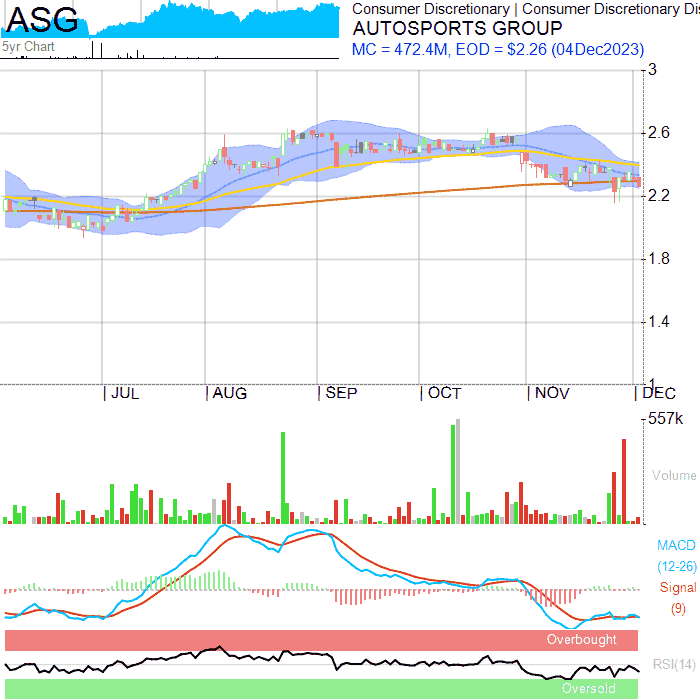 ASG
5yr Chart
Consumer Discretionary | Consumer Discretionary Dis
AUTOSPORTS GROUP
MC = 472.4M, EOD = $2.26 (04Dec2023)
3
2.6
2.2
1.8
1.4
1
JUL AUG SEP OCT NOV DEC
557k
Volume
MACD
(12-26)
Signal
(9)
Overbought
RSI(14)
Oversold